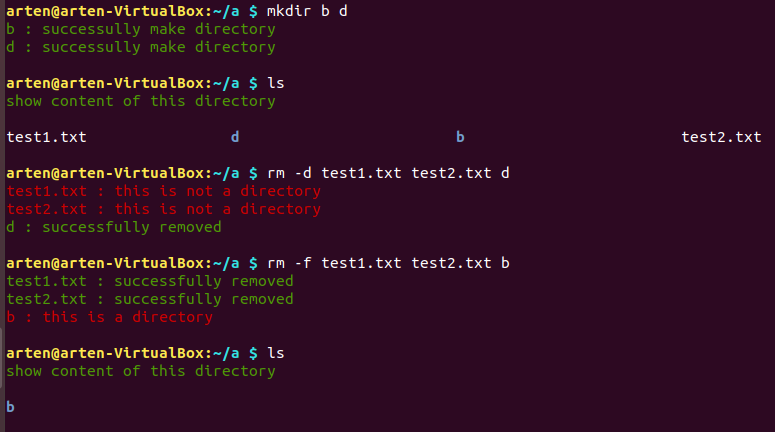 arten@arten-VirtualBox:~/a $ mkdir b d
b : successully make directory
d : successully make directory
arten@arten-VirtualBox:~/a $ ls
show content of this directory
test1.txt d b test2.txt
arten@arten-VirtualBox:~/a $ rm -d test1.txt test2.txt d
test1.txt : this is not a directory
test2.txt : this is not a directory
d : successfully removed
arten@arten-VirtualBox:~/a $ rm -f test1.txt test2.txt b
test1.txt : successfully removed
test2.txt : successfully removed
b : this is a directory
arten@arten-VirtualBox:~/a $ ls
show content of this directory
b